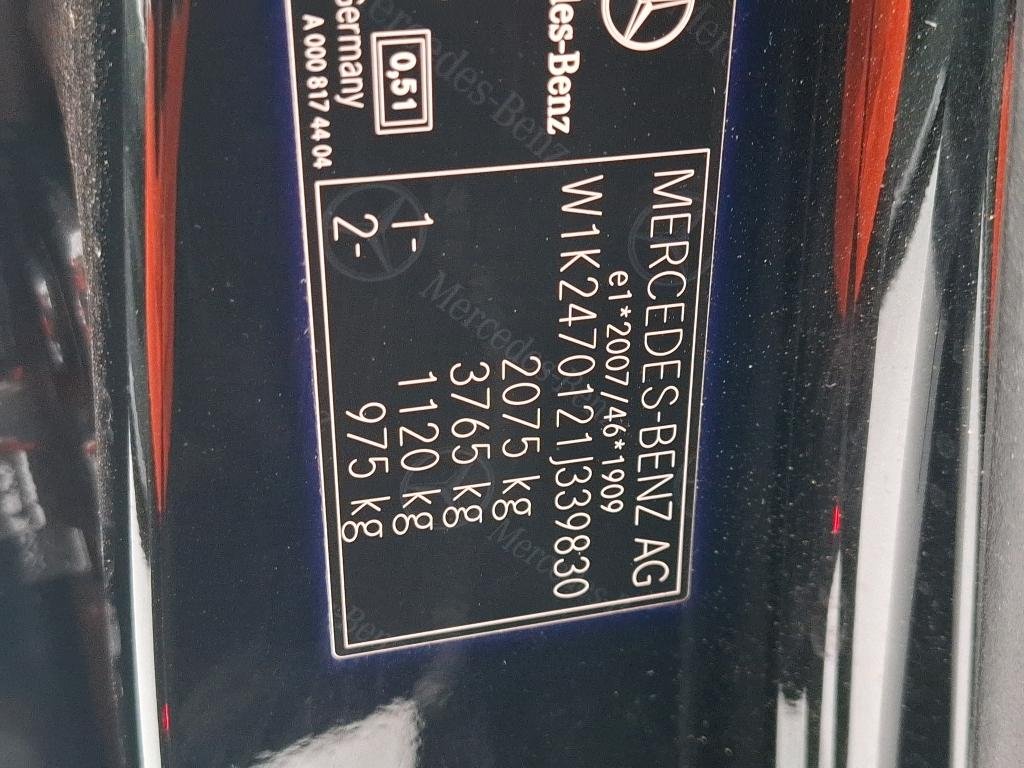 des-Benz
0,51
Germany
A 000 817 44 04
MERCEDES-BENZ AG
e1*2007/46*1909
W1K2470121J339830
2075 kg
3765 kg
1- 1120 kg
2- 975 kg